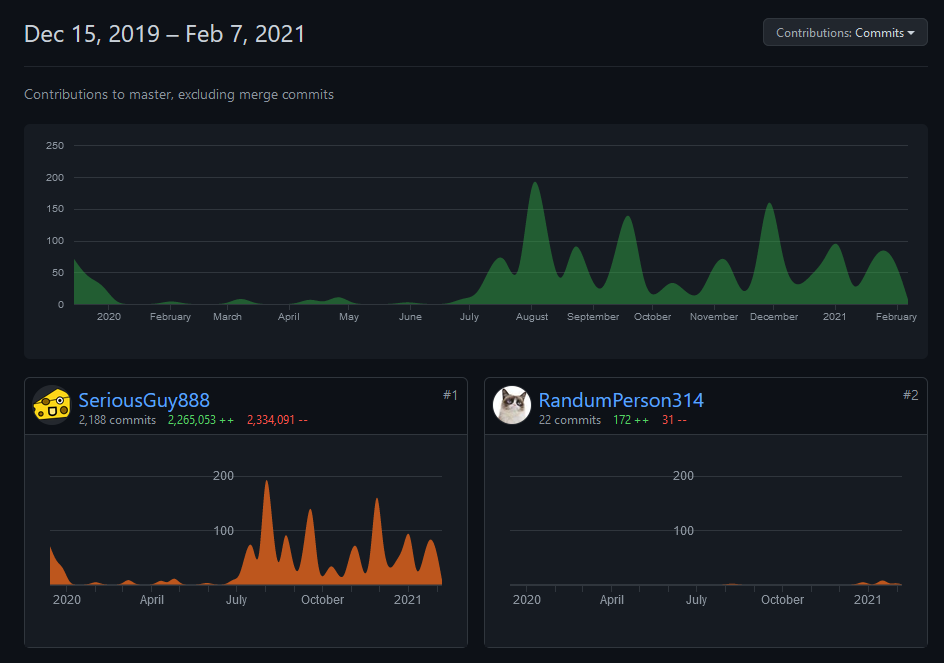 Dec 15, 2019 – Feb 7, 2021
Contributions: Commits
Contributions to master, excluding merge commits
250
200
150
100
50
0
2020 February March April May June July August September October November December 2021 February
SeriousGuy888 #1
2,188 commits 2,265,053 ++ 2,334,091 --
200
100
2020 April July October 2021
RandumPerson314 #2
22 commits 172 ++ 31 --
200
100
2020 April July October 2021